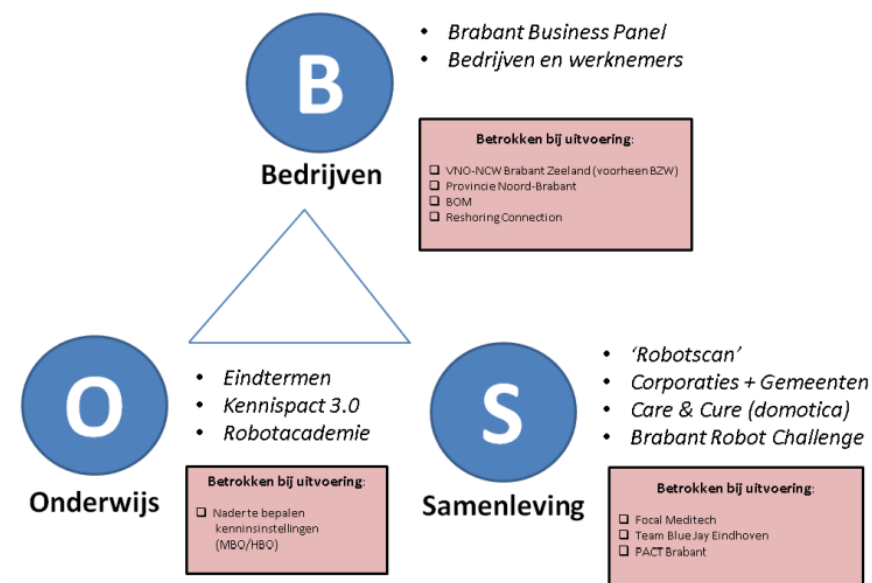 B
Bedrijven
• Brabant Business Panel
• Bedrijven en werknemers
Betrokken bij uitvoering:
❑ VNO-NCW Brabant Zeeland (voorheen BZW)
❑ Provincie Noord-Brabant
❑ BOM
❑ Reshoring Connection
O
Onderwijs
• Eindtermen
• Kennispact 3.0
• Robotacademie
Betrokken bij uitvoering:
❑ Naderte bepalen
kenninsinstellingen
(MBO/HBO)
S
Samenleving
• ‘Robotscan’
• Corporaties + Gemeenten
• Care & Cure (domotica)
• Brabant Robot Challenge
Betrokken bij uitvoering:
❑ Focal Meditech
❑ Team Blue Jay Eindhoven
❑ PACT Brabant